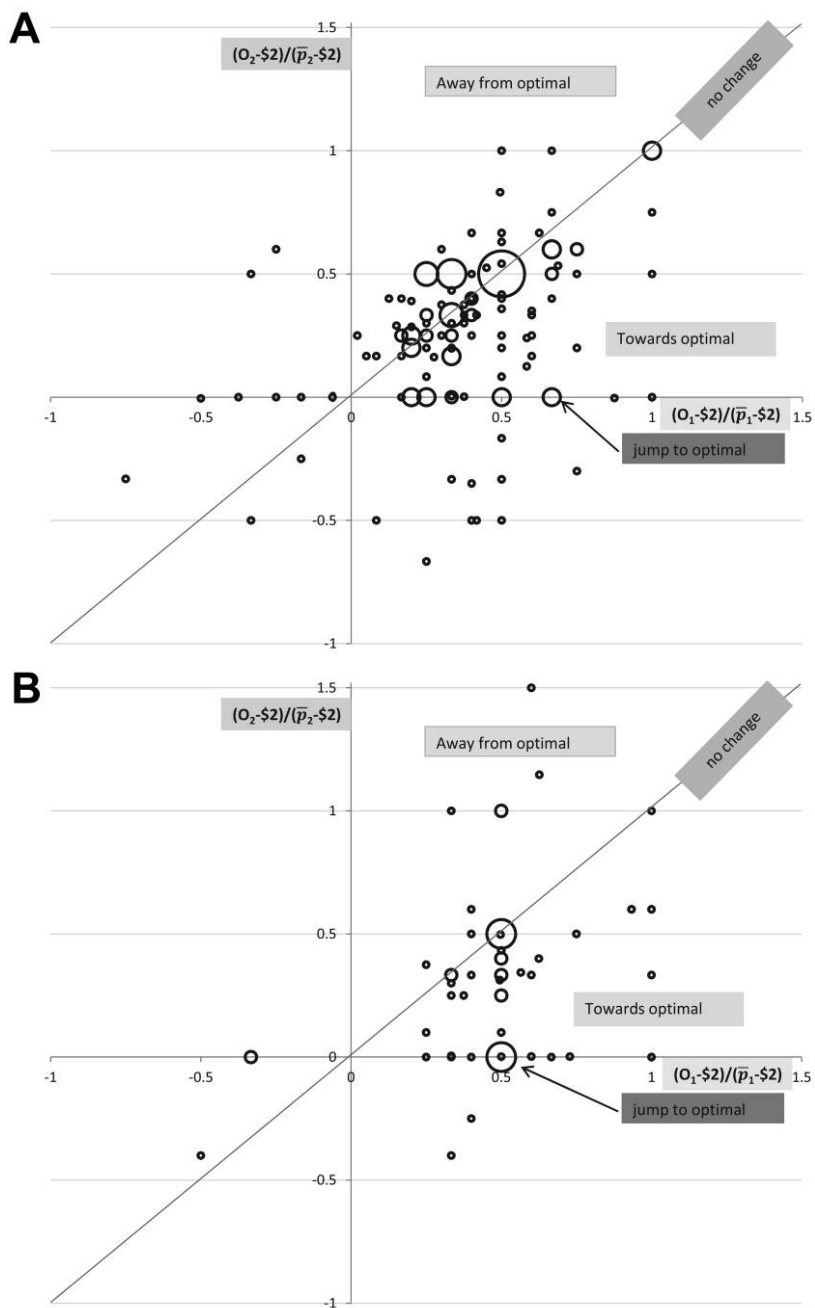 A
1.5
(O₂-$2)/(p̅₂-$2)
Away from optimal
no change
1
0.5
Towards optimal
-1
-0.5
0
0.5
1
1.5
(O₁-$2)/(p̅₁-$2)
jump to optimal
-0.5
-1
B
1.5
(O₂-$2)/(p̅₂-$2)
Away from optimal
no change
1
0.5
Towards optimal
0
-1
-0.5
0
0.5
1
1.5
(O₁-$2)/(p̅₁-$2)
jump to optimal
-0.5
-1